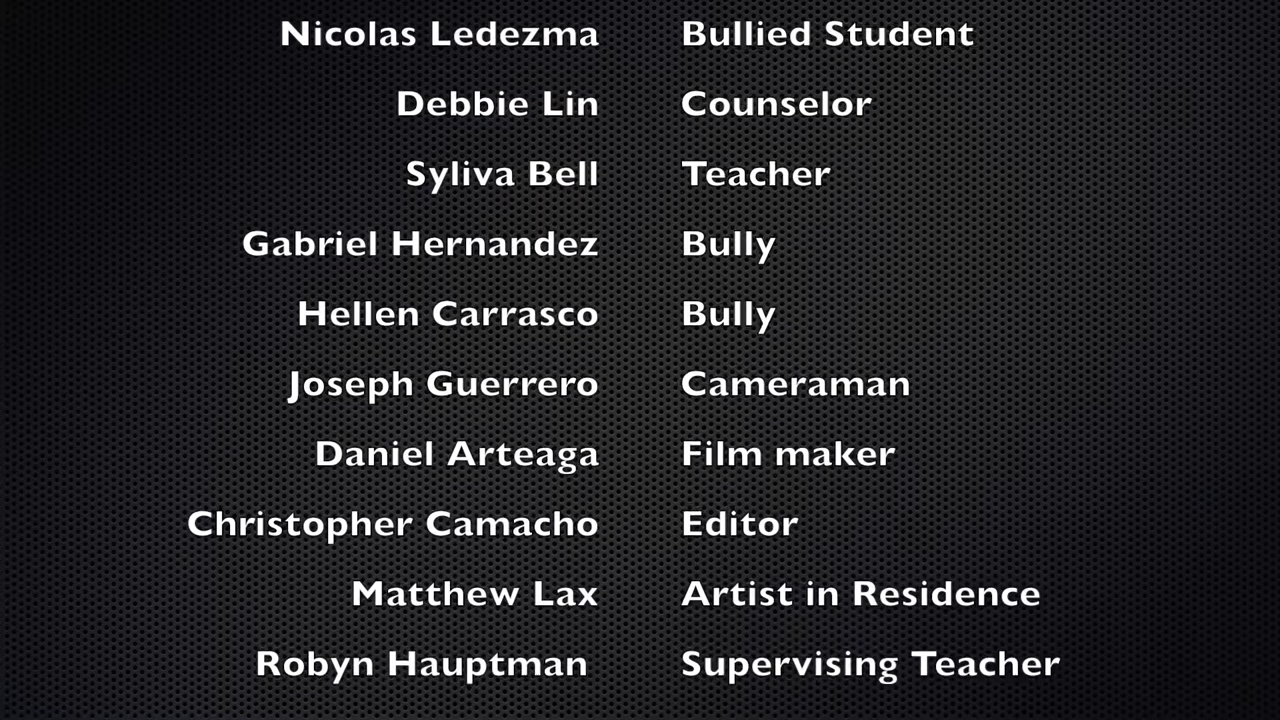 Nicolas Ledezma Bullied Student
Debbie Lin Counselor
Syliva Bell Teacher
Gabriel Hernandez Bully
Hellen Carrasco Bully
Joseph Guerrero Cameraman
Daniel Arteaga Film maker
Christopher Camacho Editor
Matthew Lax Artist in Residence
Robyn Hauptman Supervising Teacher